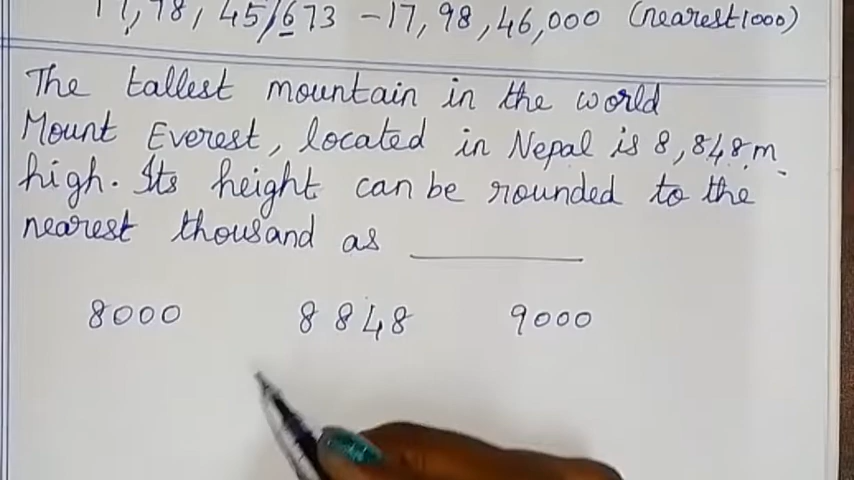 17,98,45,673 - 17,98,46,000 (nearest 1000)
The tallest mountain in the world
Mount Everest, located in Nepal is 8,848m
high. Its height can be rounded to the
nearest thousand as ________
8000 8848 9000